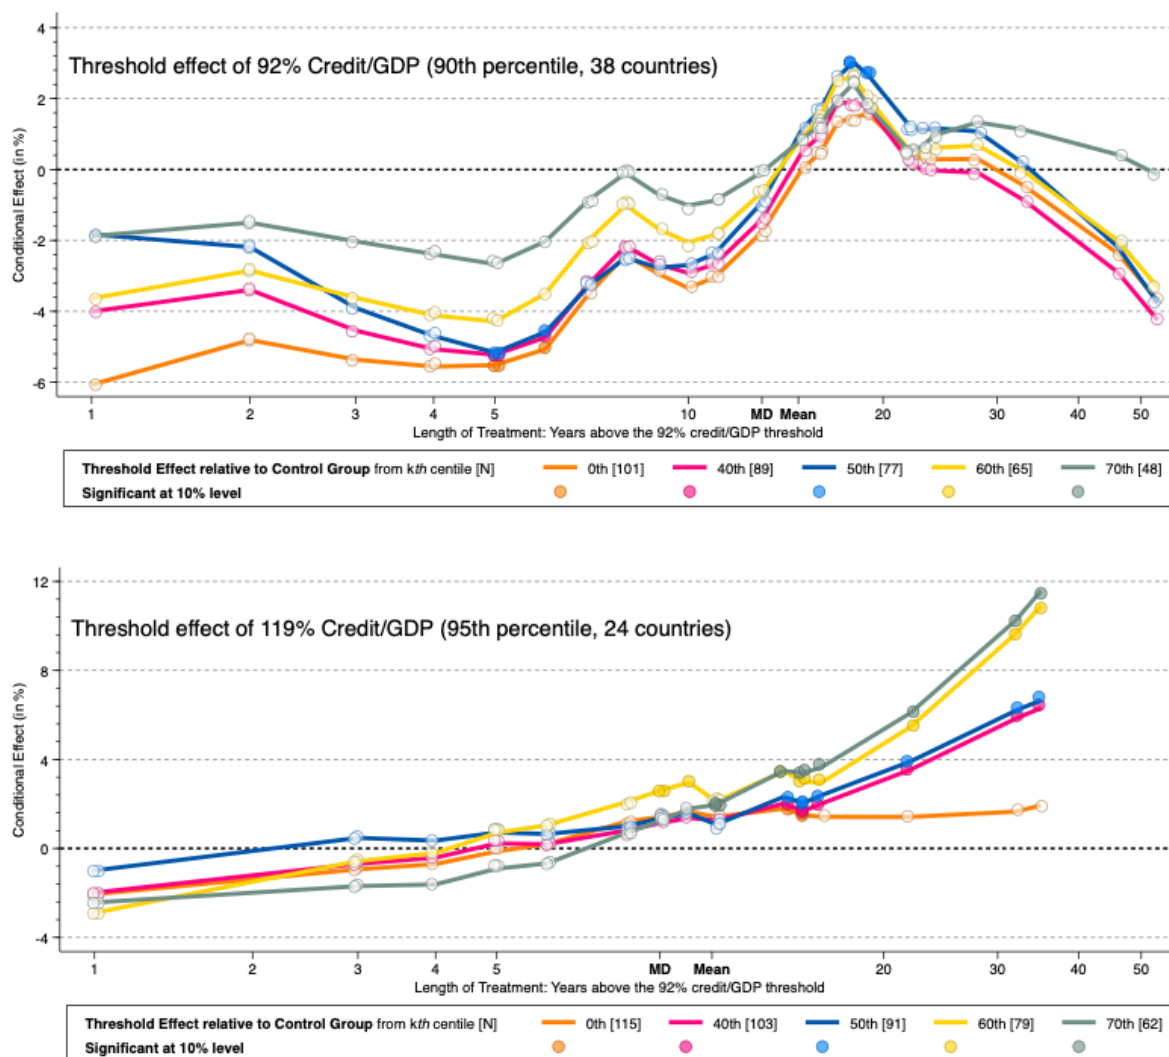 4
Threshold effect of 92% Credit/GDP (90th percentile, 38 countries)
2
0
-2
-4
-6
Conditional Effect (in %)
1 2 3 4 5 10 MD Mean 20 30 40 50
Length of Treatment: Years above the 92% credit/GDP threshold
Threshold Effect relative to Control Group from kth centile [N] 0th [101] 40th [89] 50th [77] 60th [65] 70th [48]
Significant at 10% level
12
Threshold effect of 119% Credit/GDP (95th percentile, 24 countries)
8
4
0
-4
Conditional Effect (in %)
1 2 3 4 5 MD Mean 20 30 40 50
Length of Treatment: Years above the 92% credit/GDP threshold
Threshold Effect relative to Control Group from kth centile [N] 0th [115] 40th [103] 50th [91] 60th [79] 70th [62]
Significant at 10% level